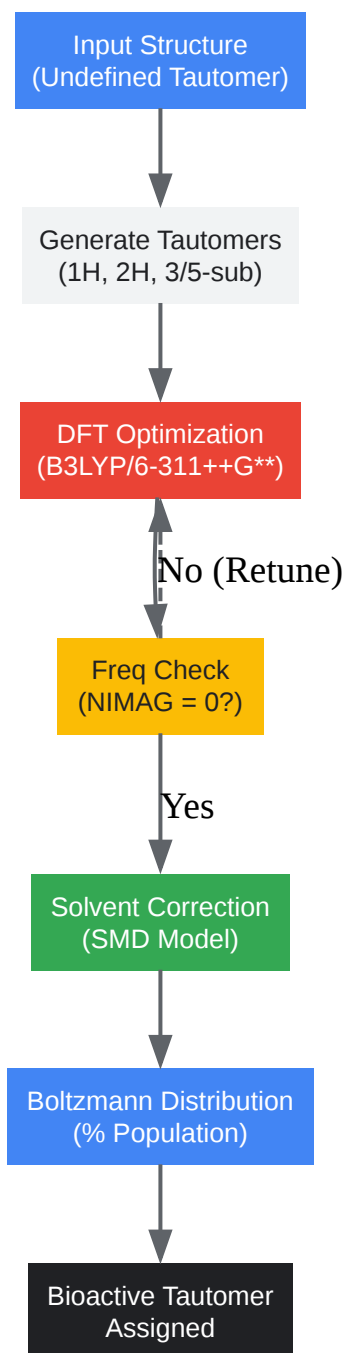 Input Structure
(Undefined Tautomer)
Generate Tautomers
(1H, 2H, 3/5-sub)
DFT Optimization
(B3LYP/6-311++G**)
No (Retune)
Freq Check
(NIMAG = 0?)
Yes
Solvent Correction
(SMD Model)
Boltzmann Distribution
(% Population)
Bioactive Tautomer
Assigned